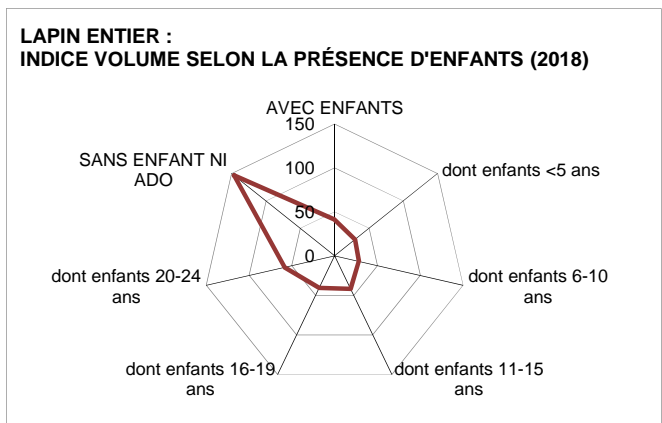 LAPIN ENTIER :
INDICE VOLUME SELON LA PRÉSENCE D'ENFANTS (2018)
AVEC ENFANTS
150
100
50
0
dont enfants <5 ans
dont enfants 6-10
ans
dont enfants 11-15
ans
dont enfants 16-19
ans
dont enfants 20-24
ans
SANS ENFANT NI
ADO